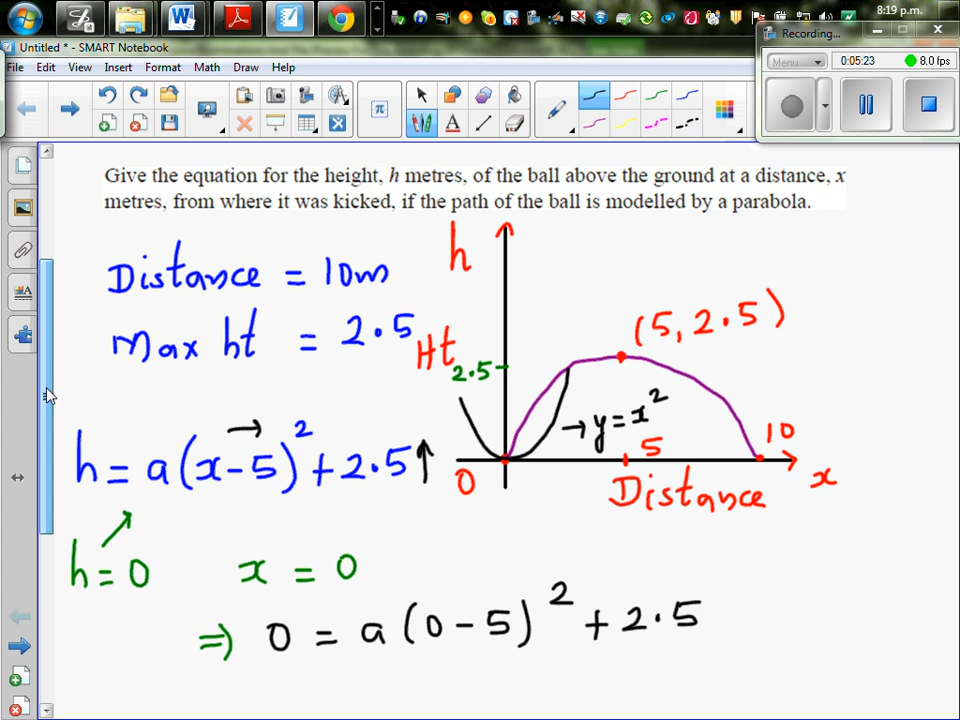 8:19 p.m.
Untitled * - SMART Notebook
Recording...
File Edit View Insert Format Math Draw Help
Menu 0:05:23 8.0 fps
Give the equation for the height, h metres, of the ball above the ground at a distance, x
metres, from where it was kicked, if the path of the ball is modelled by a parabola.
h
Distance = 10m
(5, 2.5)
Max ht = 2.5
Ht
2.5
→ y = x²
10
5
h = a(x-5)² + 2.5 ↑
0
Distance
x
h = 0 x = 0
⇒ 0 = a(0-5)² + 2.5